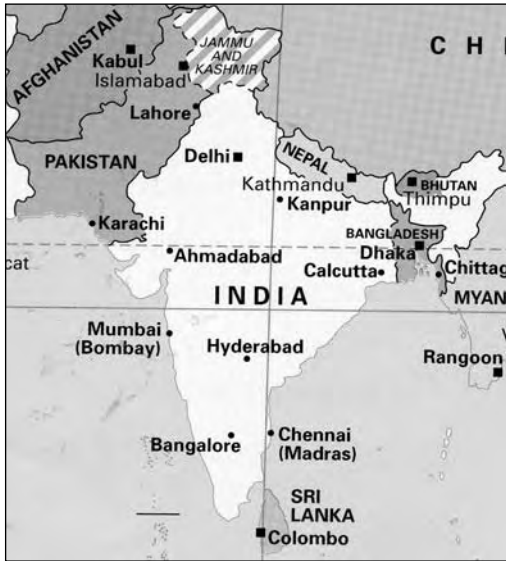 AFGHANISTAN
Kabul
Islamabad
JAMMU
AND
KASHMIR
C H
Lahore
PAKISTAN
Delhi
NEPAL
Kathmandu
BHUTAN
Thimpu
Kanpur
Karachi
BANGLADESH
Dhaka
cat
Ahmadabad
Calcutta
Chittag
INDIA
MYAN
Mumbai
(Bombay)
Hyderabad
Rangoon
Bangalore
Chennai
(Madras)
SRI
LANKA
Colombo